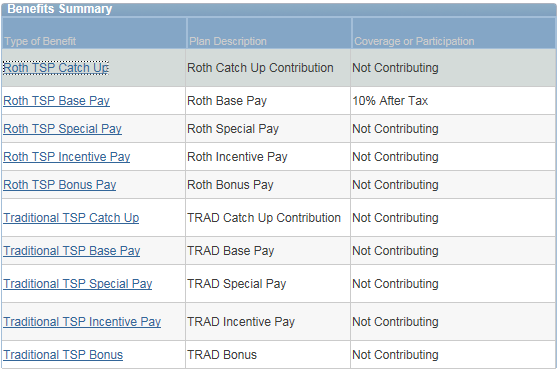 Benefits Summary
Type of Benefit Plan Description Coverage or Participation
Roth TSP Catch Up Roth Catch Up Contribution Not Contributing
Roth TSP Base Pay Roth Base Pay 10% After Tax
Roth TSP Special Pay Roth Special Pay Not Contributing
Roth TSP Incentive Pay Roth Incentive Pay Not Contributing
Roth TSP Bonus Pay Roth Bonus Pay Not Contributing
Traditional TSP Catch Up TRAD Catch Up Contribution Not Contributing
Traditional TSP Base Pay TRAD Base Pay Not Contributing
Traditional TSP Special Pay TRAD Special Pay Not Contributing
Traditional TSP Incentive Pay TRAD Incentive Pay Not Contributing
Traditional TSP Bonus TRAD Bonus Not Contributing